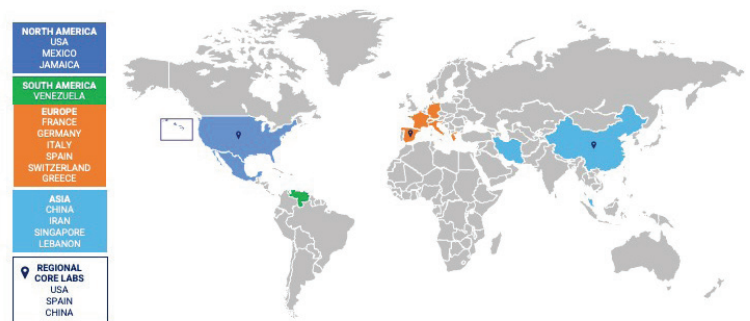 NORTH AMERICA
USA
MEXICO
JAMAICA
SOUTH AMERICA
VENEZUELA
EUROPE
FRANCE
GERMANY
ITALY
SPAIN
SWITZERLAND
GREECE
ASIA
CHINA
IRAN
SINGAPORE
LEBANON
REGIONAL
CORE LABS
USA
SPAIN
CHINA